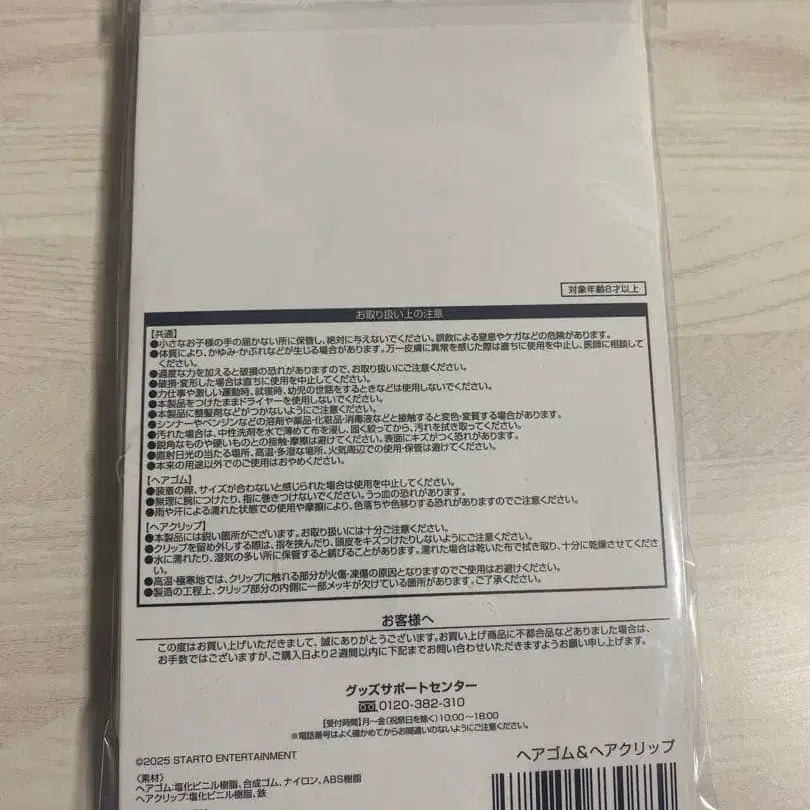 対象年齢8才以上
お取り扱い上の注意
【共通】
●小さなお子様の手の届かない所に保管し、絶対に与えないでください。誤飲による窒息やケガなどの危険があります。
●体質により、かゆみ・かぶれなどが生じる場合があります。万一皮膚に異常を感じた際は直ちに使用を中止し、医師に相談して
ください。
●過度な力を加えると破損の恐れがありますので、お取り扱いにご注意ください。
●破損・変形した場合は直ちに使用を中止してください。
●力仕事や激しい運動時、就寝時、幼児の世話をするときなどは使用しないでください。
●本製品をつけたままドライヤーを使用しないでください。
●本製品に整髪剤などがつかないようにご注意ください。
●シンナーやベンジンなどの溶剤や薬品・化粧品・消毒液などと接触すると変色・変質する場合があります。
●汚れた場合は、中性洗剤を水で薄めて布を浸し、固く絞ってから、汚れを拭き取ってください。
●鋭角なものや硬いものとの接触・摩擦は避けてください。表面にキズがつく恐れがあります。
●直射日光の当たる場所、高温・多湿な場所、火気周辺での使用・保管は避けてください。
●本来の用途以外でのご使用はおやめください。
【ヘアゴム】
●装着の際、サイズが合わないと感じられた場合は使用を中止してください。
●無理に腕につけたり、指に巻きつけないでください。うっ血の恐れがあります。
●雨や汗による濡れた状態での使用や摩擦により、色落ちや色移りする恐れがありますのでご注意ください。
【ヘアクリップ】
●本製品には鋭い箇所がございます。お取り扱いには十分ご注意ください。
●クリップを留め外しする際は、指を挟んだり、頭皮をキズつけたりしないようにご注意ください。
●水に濡れたり、湿気の多い所に保管すると錆びることがあります。濡れた場合は乾いた布で拭き取り、十分に乾燥させてくださ
い。
●高温・極寒地では、クリップに触れる部分が火傷・凍傷の原因となりますのでご使用はお避けください。
●製造の工程上、クリップ部分の内側に一部メッキが欠けている箇所があります。ご了承ください。
お客様へ
この度はお買い上げいただきまして、誠にありがとうございます。お買い上げ商品に不都合品などありました場合は、
お手数ではございますが、ご購入日より2週間以内に下記までお問い合わせいただきますようお願い申し上げます。
グッズサポートセンター
0120-382-310
【受付時間】月〜金(祝祭日を除く)10:00〜18:00
※電話番号はよく確かめてからお間違いのないようにご注意ください。
©2025 STARTO ENTERTAINMENT
ヘアゴム&ヘアクリップ
〈素材〉
ヘアゴム:塩化ビニル樹脂、合成ゴム、ナイロン、ABS樹脂
ヘアクリップ:塩化ビニル樹脂、鉄